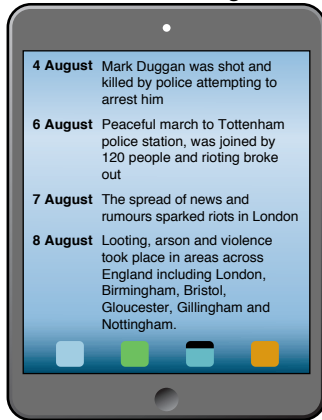 4 August Mark Duggan was shot and
killed by police attempting to
arrest him
6 August Peaceful march to Tottenham
police station, was joined by
120 people and rioting broke
out
7 August The spread of news and
rumours sparked riots in London
8 August Looting, arson and violence
took place in areas across
England including London,
Birmingham, Bristol,
Gloucester, Gillingham and
Nottingham.